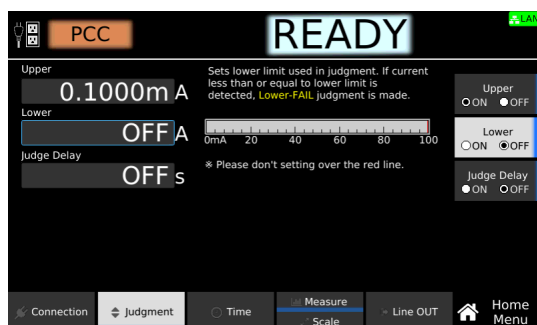 PCC
READY
LAN
Upper
0.1000m A
Lower
OFF A
Judge Delay
OFF s
Sets lower limit used in judgment. If current
less than or equal to lower limit is
detected, Lower-FAIL judgment is made.
0mA 20 40 60 80 100
※ Please don't setting over the red line.
Upper
ON OFF
Lower
ON OFF
Judge Delay
ON OFF
Connection
Judgment
Time
Measure
Scale
Line OUT
Home
Menu